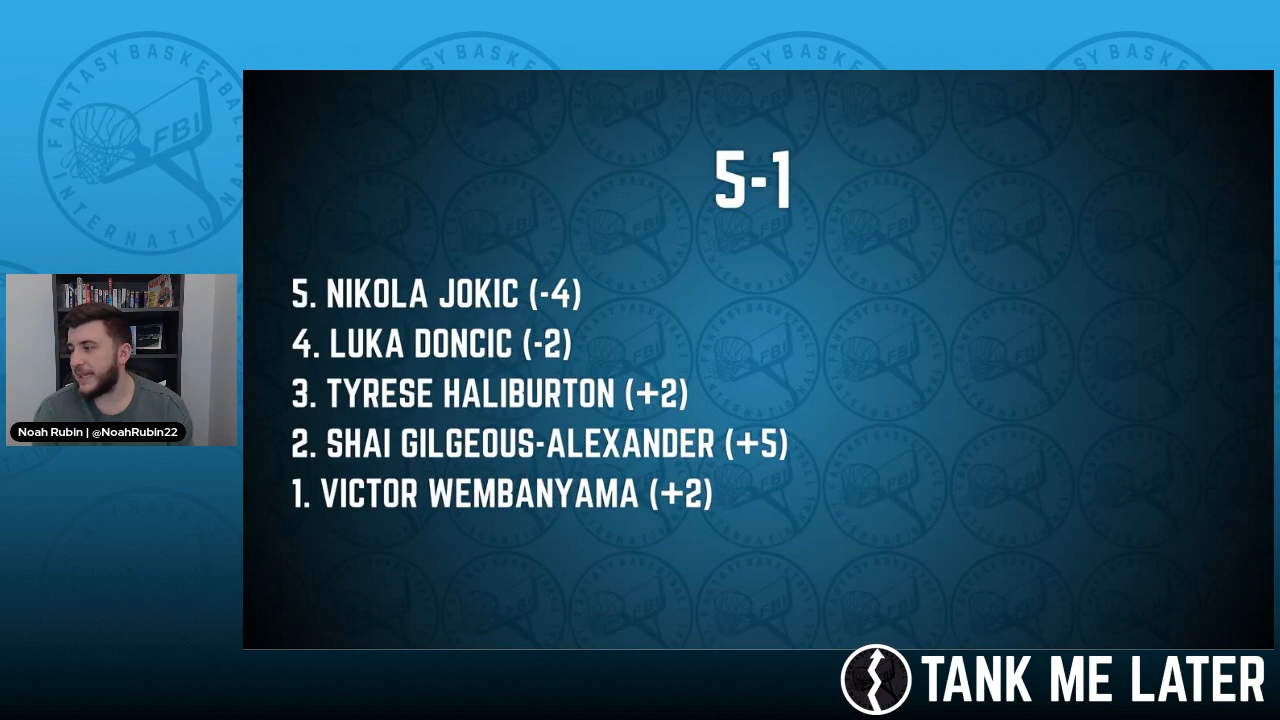 FANTASY BASKETBALL
FBI
INTERNATIONAL
5-1
5. NIKOLA JOKIC (-4)
4. LUKA DONCIC (-2)
3. TYRESE HALIBURTON (+2)
2. SHAI GILGEOUS-ALEXANDER (+5)
1. VICTOR WEMBANYAMA (+2)
Noah Rubin | @NoahRubin22
TANK ME LATER